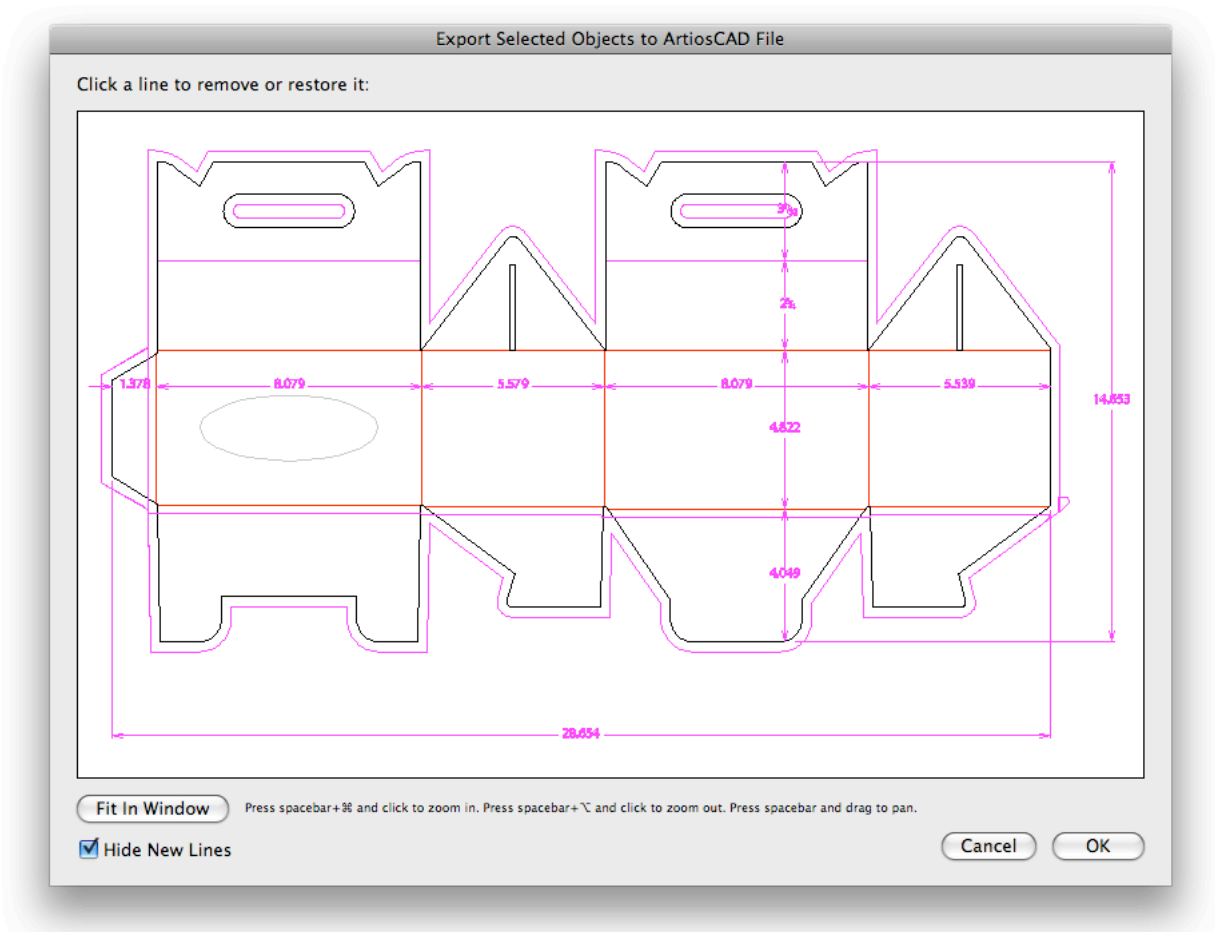 Export Selected Objects to ArtiosCAD File
Click a line to remove or restore it:
1.378 8.079 5.579 8.079 5.539
14.653
4.822
4.049
28.654
Fit In Window Press spacebar+⌘ and click to zoom in. Press spacebar+⌥ and click to zoom out. Press spacebar and drag to pan.
Hide New Lines
Cancel OK